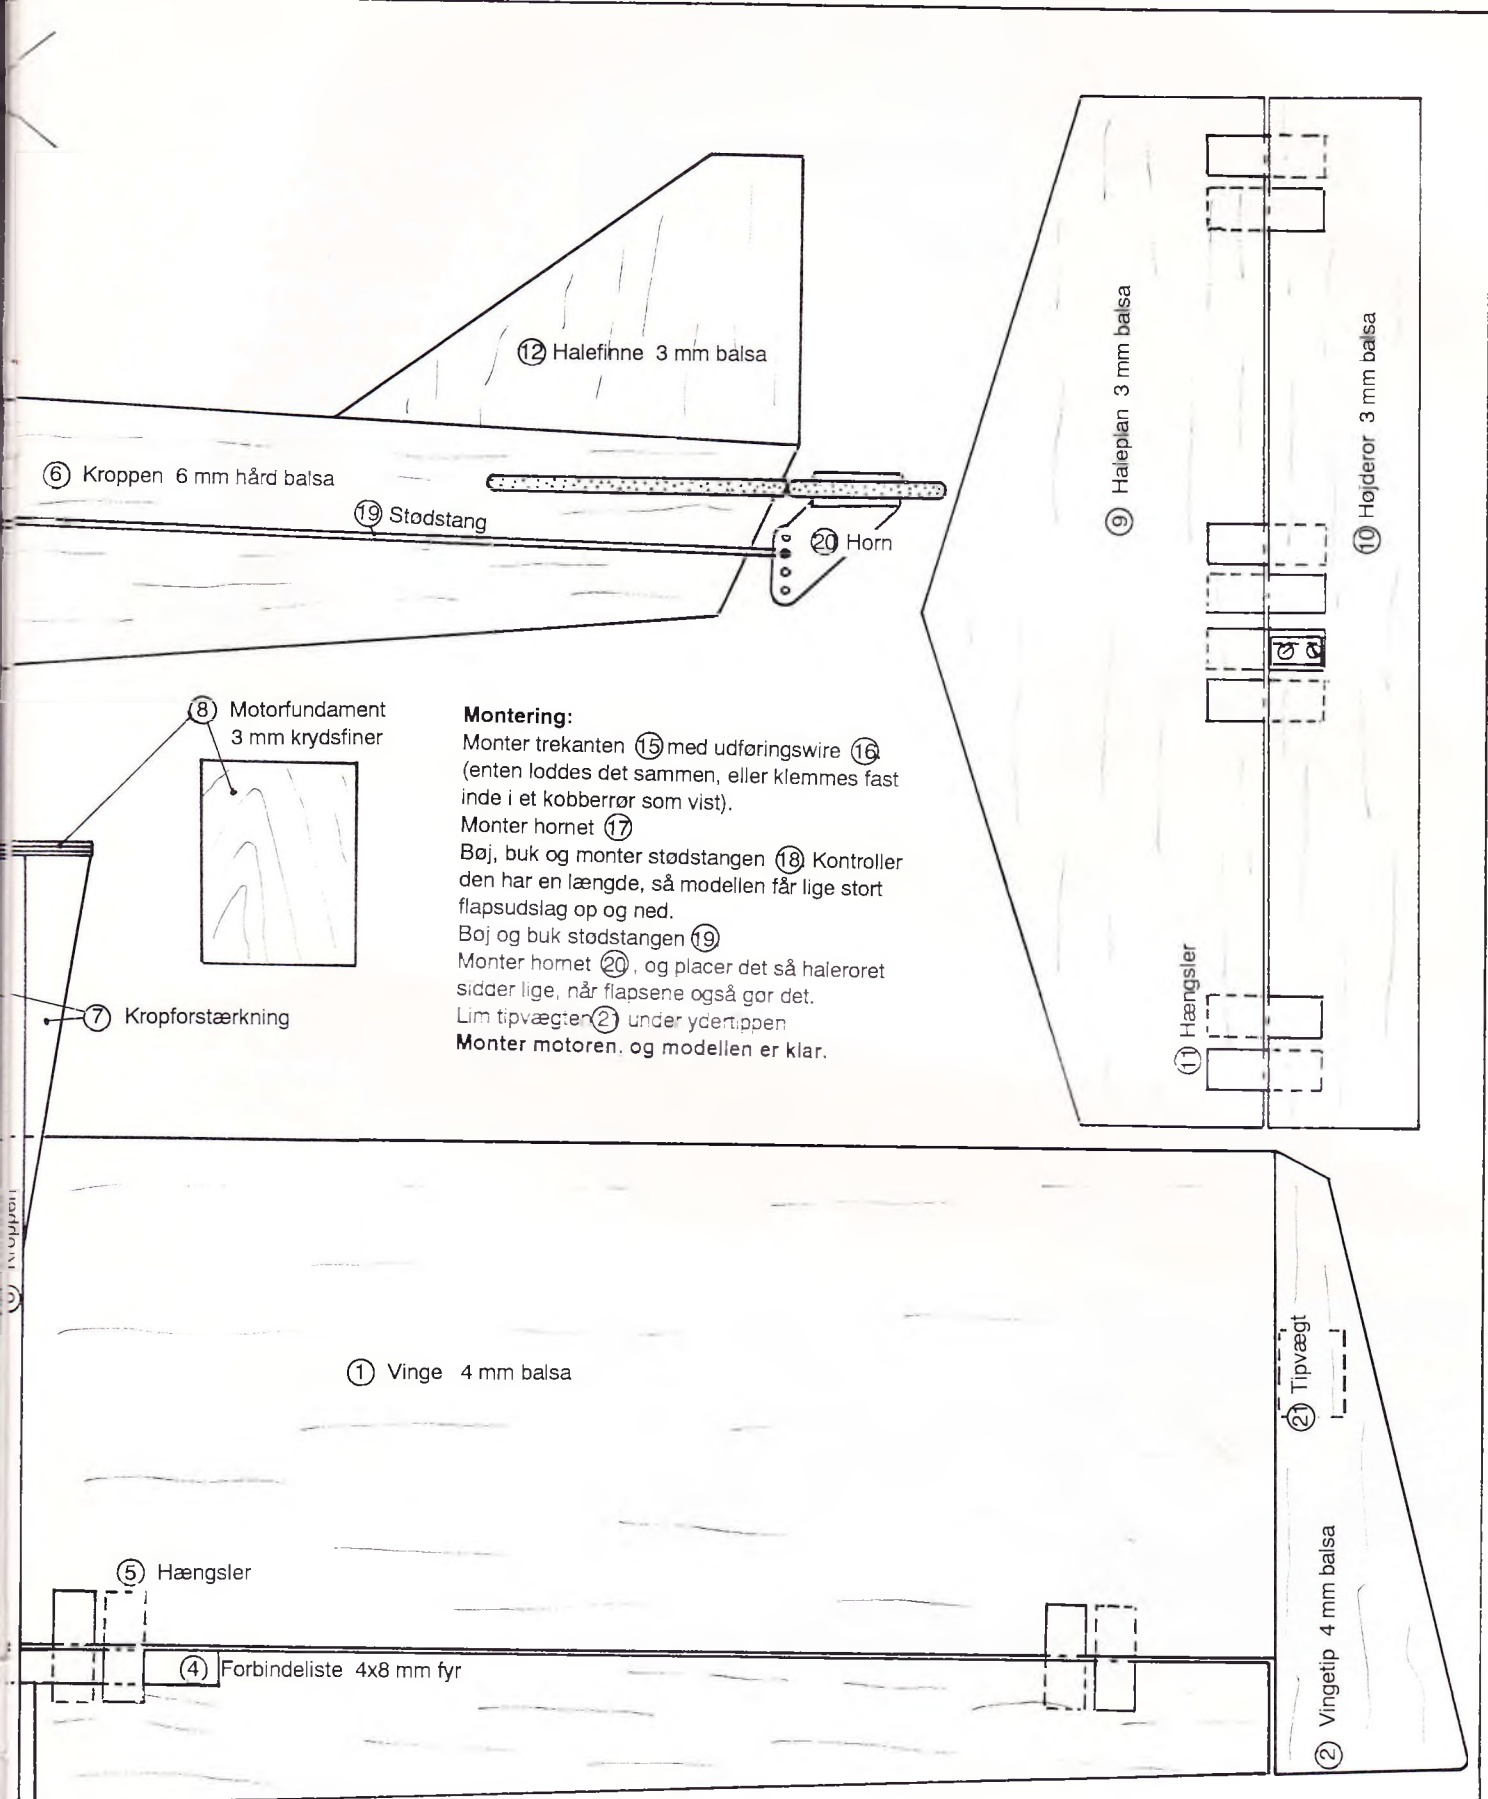 ⑫ Halefinne 3 mm balsa
⑥ Kroppen 6 mm hård balsa
⑲ Stødstang
⑳ Horn
⑨ Haleplan 3 mm balsa
⑩ Højderor 3 mm balsa
⑪ Hængsler
⑧ Motorfundament
3 mm krydsfiner
⑦ Kropforstærkning
Montering:
Monter trekanten ⑮ med udføringswire ⑯
(enten loddes det sammen, eller klemmes fast
inde i et kobberrør som vist).
Monter hornet ⑰
Bøj, buk og monter stødstangen ⑱ Kontroller
den har en længde, så modellen får lige stort
flapsudslag op og ned.
Bøj og buk stødstangen ⑲
Monter hornet ⑳, og placer det så haleroret
sidder lige, når flapsene også gør det.
Lim tipvægten ㉑ under ydertippen
Monter motoren. og modellen er klar.
Kroppen
① Vinge 4 mm balsa
㉑ Tipvægt
② Vingetip 4 mm balsa
⑤ Hængsler
④ Forbindeliste 4x8 mm fyr